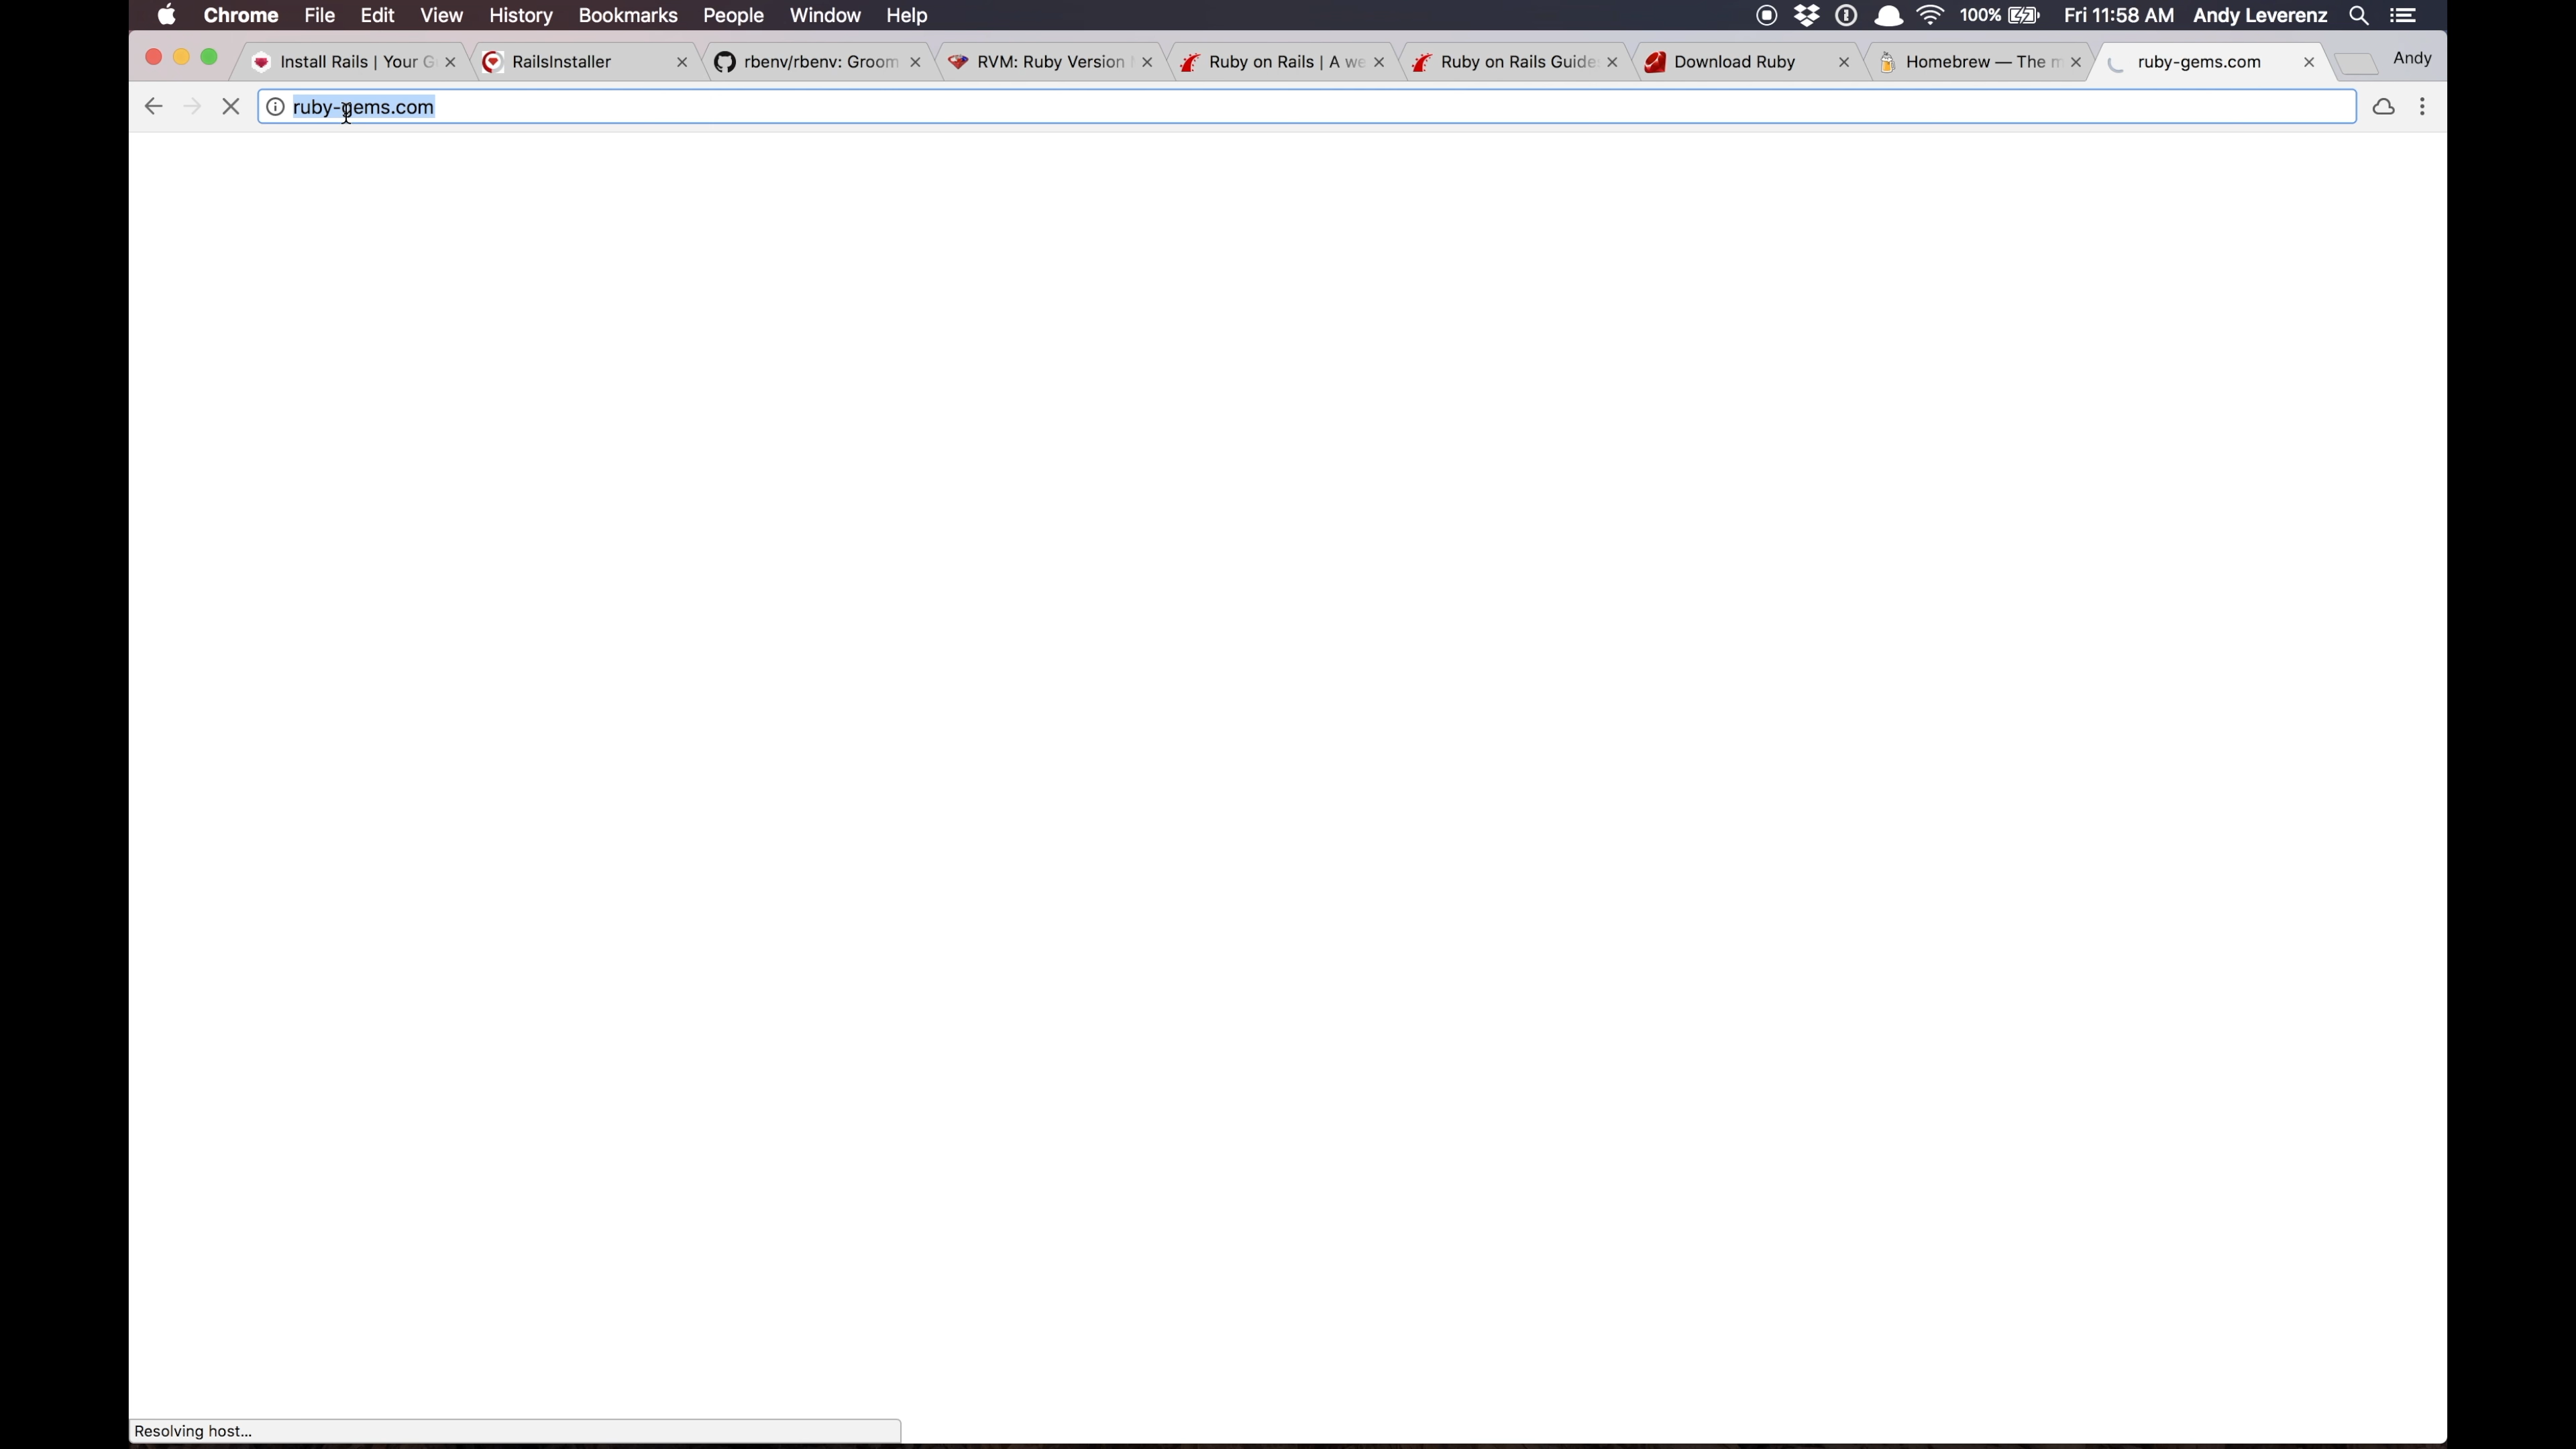 Chrome File Edit View History Bookmarks People Window Help 100% Fri 11:58 AM Andy Leverenz
Install Rails | Your G RailsInstaller rbenv/rbenv: Groom RVM: Ruby Version Ruby on Rails | A we Ruby on Rails Guide Download Ruby Homebrew — The m ruby-gems.com Andy
ruby-gems.com
Resolving host...